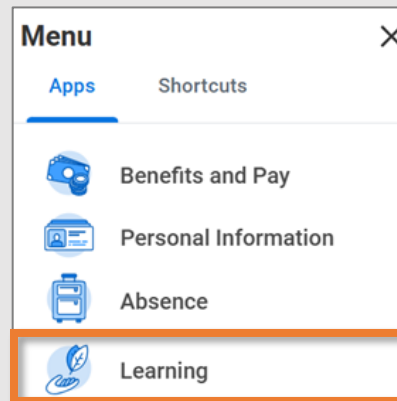 Menu
Apps Shortcuts
Benefits and Pay
Personal Information
Absence
Learning